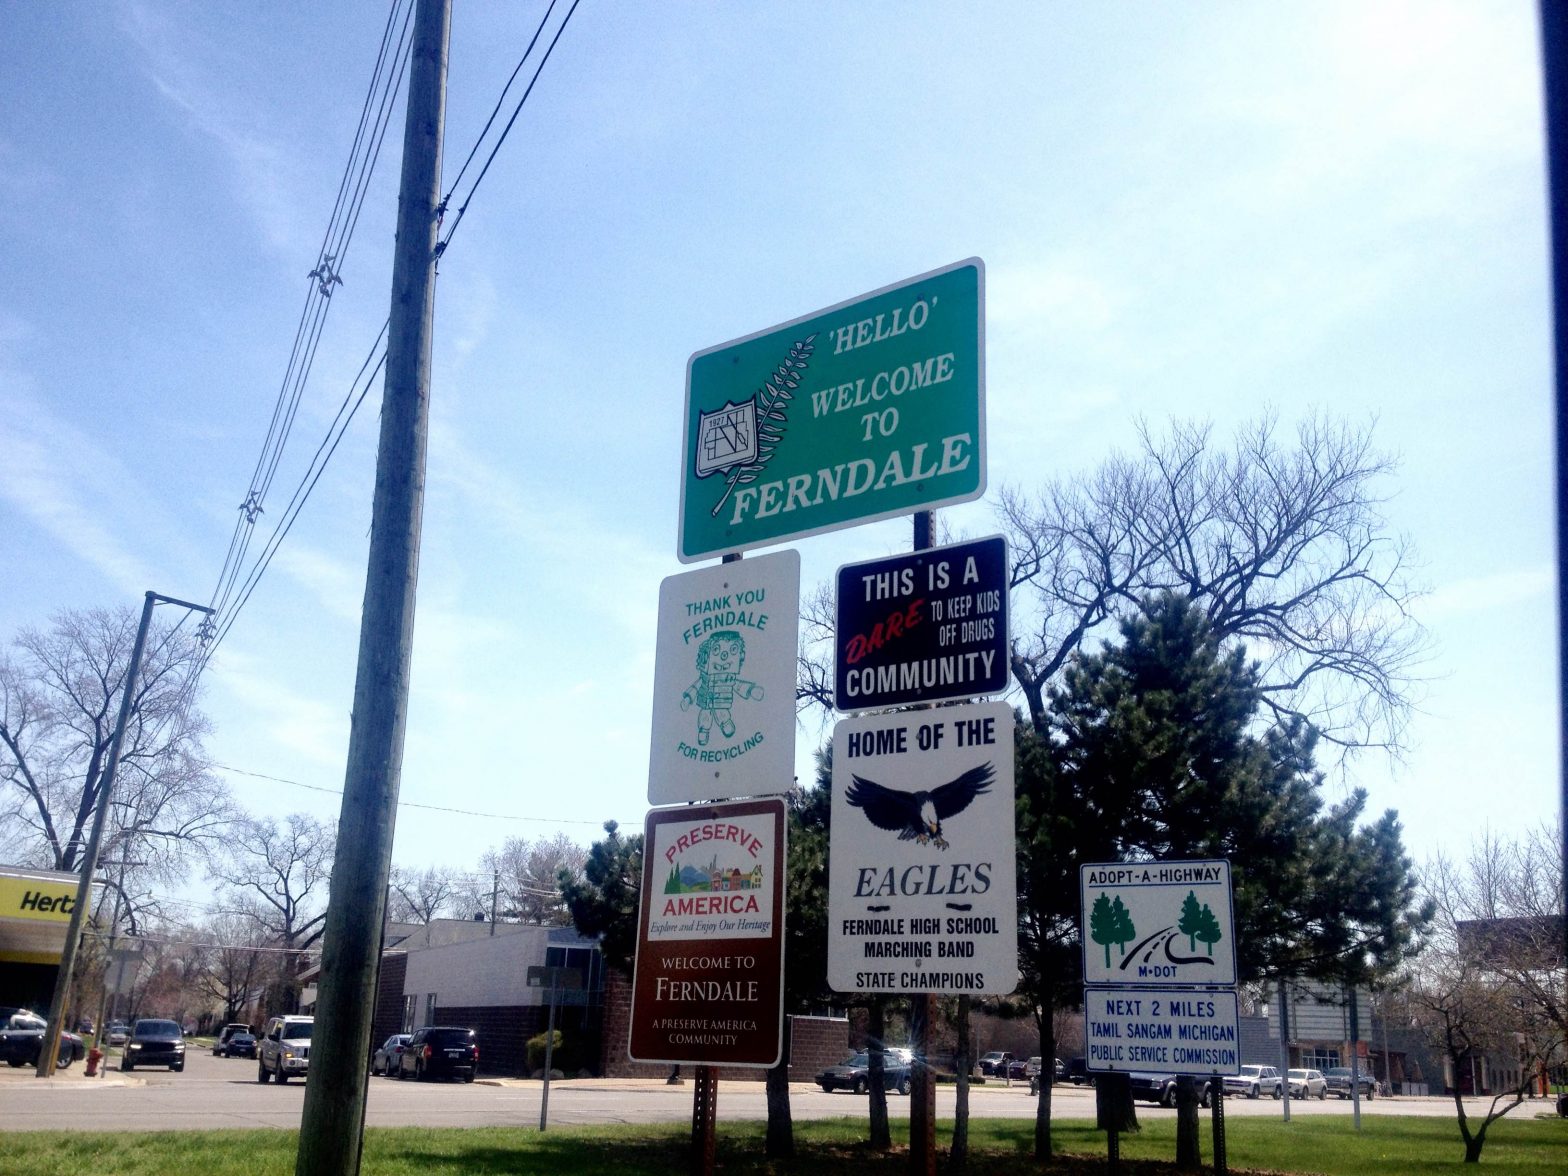 'HELLO'
WELCOME
TO
FERNDALE
1927
THANK YOU
FERNDALE
FOR RECYCLING
THIS IS A
DARE TO KEEP KIDS
OFF DRUGS
COMMUNITY
PRESERVE
AMERICA
Explore and Enjoy Our Heritage
WELCOME TO
FERNDALE
A PRESERVE AMERICA
COMMUNITY
HOME OF THE
EAGLES
FERNDALE HIGH SCHOOL
MARCHING BAND
STATE CHAMPIONS
ADOPT-A-HIGHWAY
M•DOT
NEXT 2 MILES
TAMIL SANGAM MICHIGAN
PUBLIC SERVICE COMMISSION
Hertz